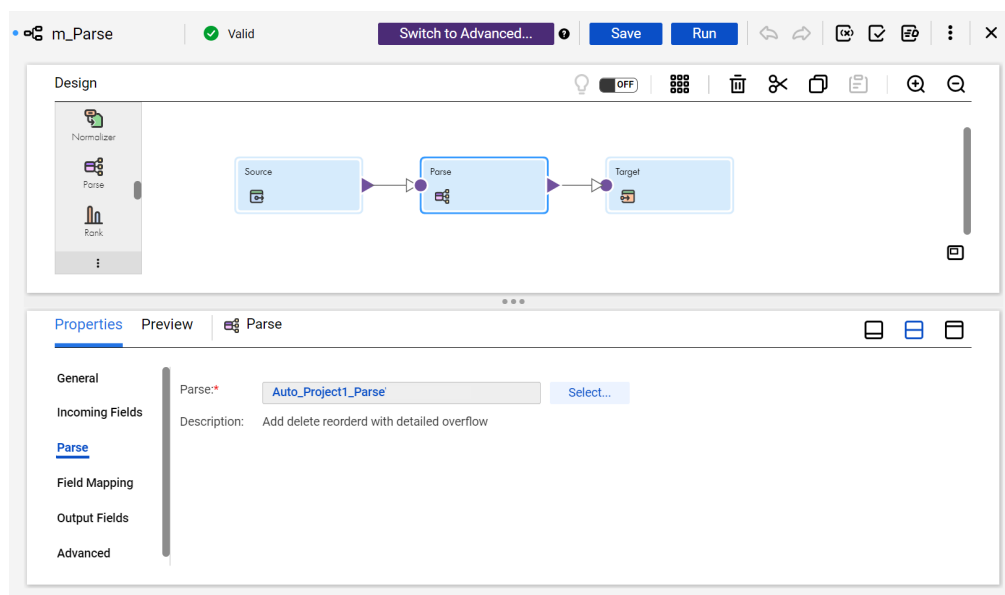 m_Parse
Valid
Switch to Advanced...
?
Save
Run
Design
OFF
Normalizer
Parse
Rank
Source
Parse
Target
Properties
Preview
Parse
General
Incoming Fields
Parse
Field Mapping
Output Fields
Advanced
Parse:*
Auto_Project1_Parse'
Select...
Description:
Add delete reorderd with detailed overflow